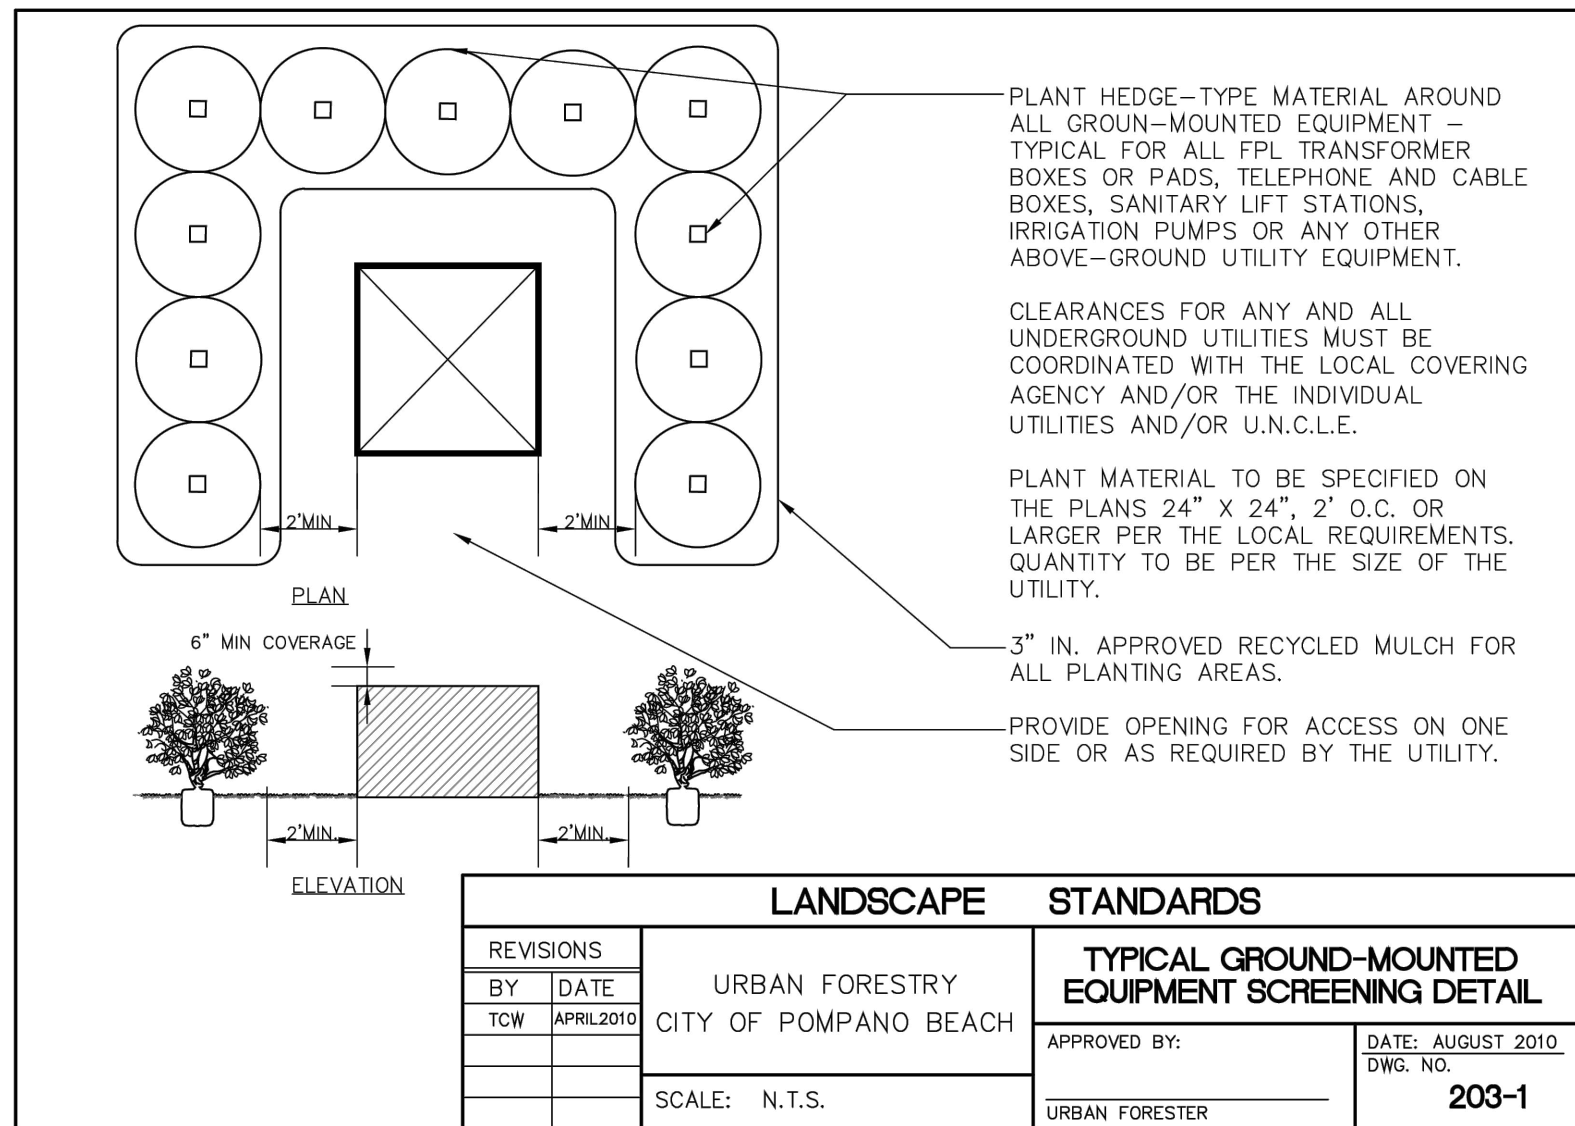 PLANT HEDGE-TYPE MATERIAL AROUND
ALL GROUN-MOUNTED EQUIPMENT -
TYPICAL FOR ALL FPL TRANSFORMER
BOXES OR PADS, TELEPHONE AND CABLE
BOXES, SANITARY LIFT STATIONS,
IRRIGATION PUMPS OR ANY OTHER
ABOVE-GROUND UTILITY EQUIPMENT.
CLEARANCES FOR ANY AND ALL
UNDERGROUND UTILITIES MUST BE
COORDINATED WITH THE LOCAL COVERING
AGENCY AND/OR THE INDIVIDUAL
UTILITIES AND/OR U.N.C.L.E.
PLANT MATERIAL TO BE SPECIFIED ON
THE PLANS 24" X 24", 2' O.C. OR
LARGER PER THE LOCAL REQUIREMENTS.
QUANTITY TO BE PER THE SIZE OF THE
UTILITY.
3" IN. APPROVED RECYCLED MULCH FOR
ALL PLANTING AREAS.
PROVIDE OPENING FOR ACCESS ON ONE
SIDE OR AS REQUIRED BY THE UTILITY.
2'MIN
2'MIN
PLAN
6" MIN COVERAGE
2'MIN.
2'MIN.
ELEVATION
LANDSCAPE STANDARDS
REVISIONS
BY DATE
TCW APRIL2010
URBAN FORESTRY
CITY OF POMPANO BEACH
SCALE: N.T.S.
TYPICAL GROUND-MOUNTED
EQUIPMENT SCREENING DETAIL
APPROVED BY:
URBAN FORESTER
DATE: AUGUST 2010
DWG. NO.
203-1